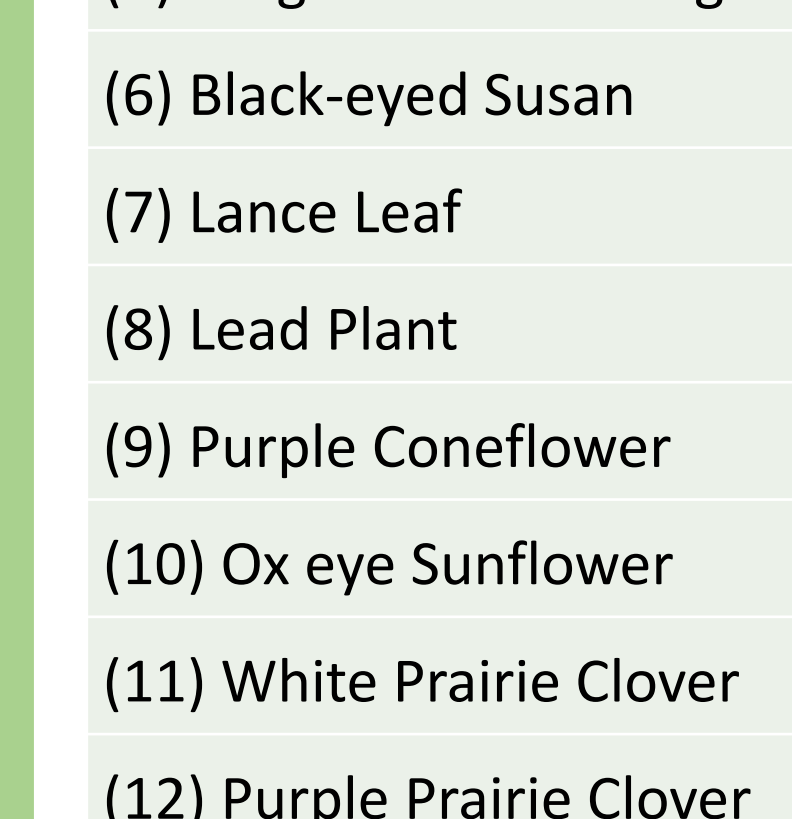 (6) Black-eyed Susan
(7) Lance Leaf
(8) Lead Plant
(9) Purple Coneflower
(10) Ox eye Sunflower
(11) White Prairie Clover
(12) Purple Prairie Clover